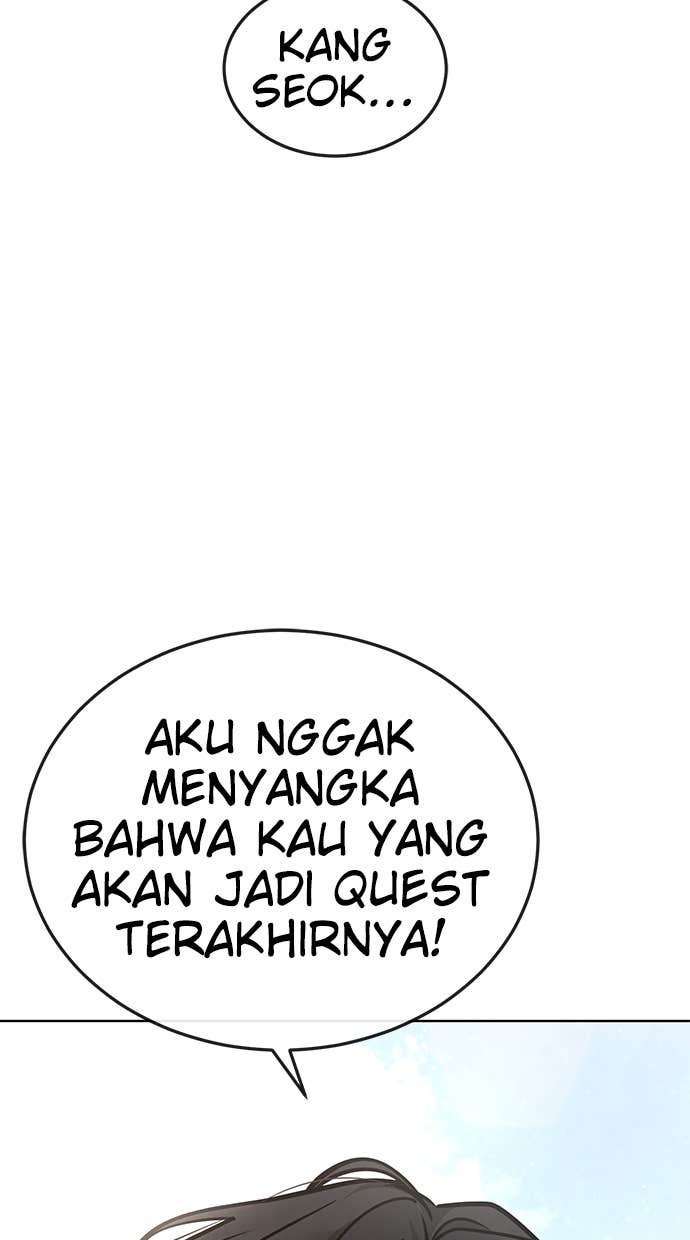 KANG
SEOK...
AKU NGGAK
MENYANGKA
BAHWA KAU YANG
AKAN JADI QUEST
TERAKHIRNYA!